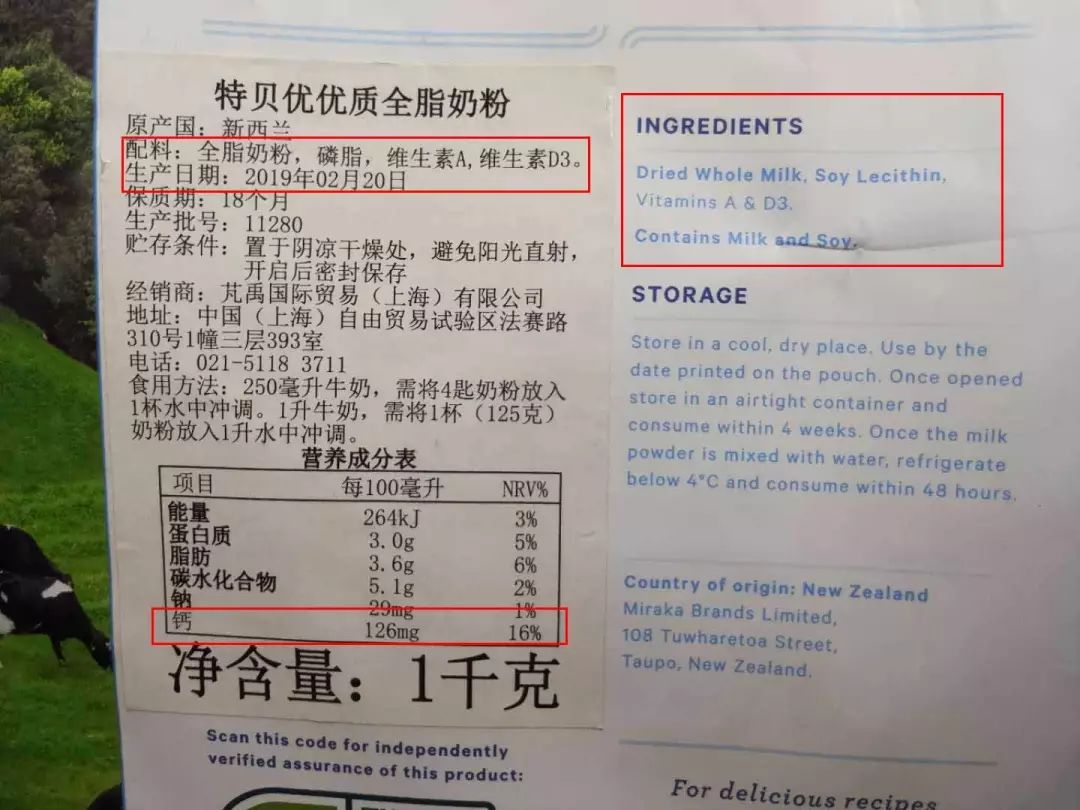 特贝优优质全脂奶粉
原产国：新西兰
配料：全脂奶粉，磷脂，维生素A,维生素D3。
生产日期：2019年02月20日
保质期：18个月
生产批号：11280
贮存条件：置于阴凉干燥处，避免阳光直射，
开启后密封保存
经销商：芃禹国际贸易（上海）有限公司
地址：中国（上海）自由贸易试验区法赛路
310号1幢三层393室
电话：021-5118 3711
食用方法：250毫升牛奶，需将4匙奶粉放入
1杯水中冲调。1升牛奶，需将1杯（125克）
奶粉放入1升水中冲调。
营养成分表
项目 每100毫升 NRV%
能量 264kJ 3%
蛋白质 3.0g 5%
脂肪 3.6g 6%
碳水化合物 5.1g 2%
钠 29mg 1%
钙 126mg 16%
净含量：1千克
Scan this code for independently
verified assurance of this product:
INGREDIENTS
Dried Whole Milk, Soy Lecithin,
Vitamins A & D3.
Contains Milk and Soy.
STORAGE
Store in a cool, dry place. Use by the
date printed on the pouch. Once opened
store in an airtight container and
consume within 4 weeks. Once the milk
powder is mixed with water, refrigerate
below 4°C and consume within 48 hours.
Country of origin: New Zealand
Miraka Brands Limited,
108 Tuwharetoa Street,
Taupo, New Zealand.
For delicious recipes